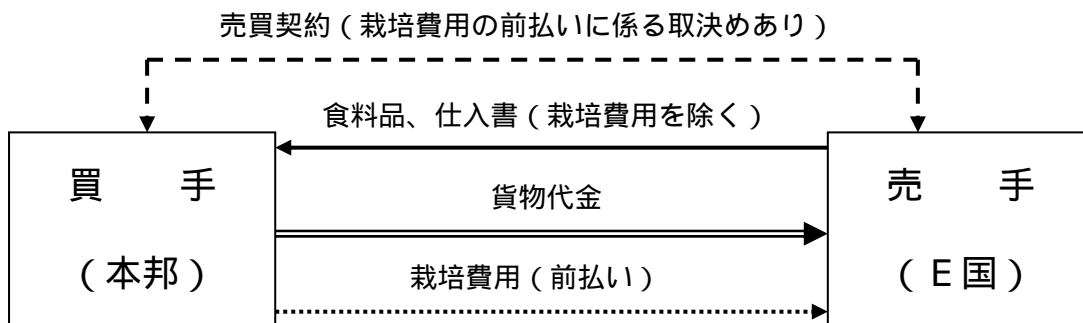 売買契約（栽培費用の前払いに係る取決めあり）
食料品、仕入書（栽培費用を除く）
買　　手
（本邦）
売　　手
（Ｅ国）
貨物代金
栽培費用（前払い）